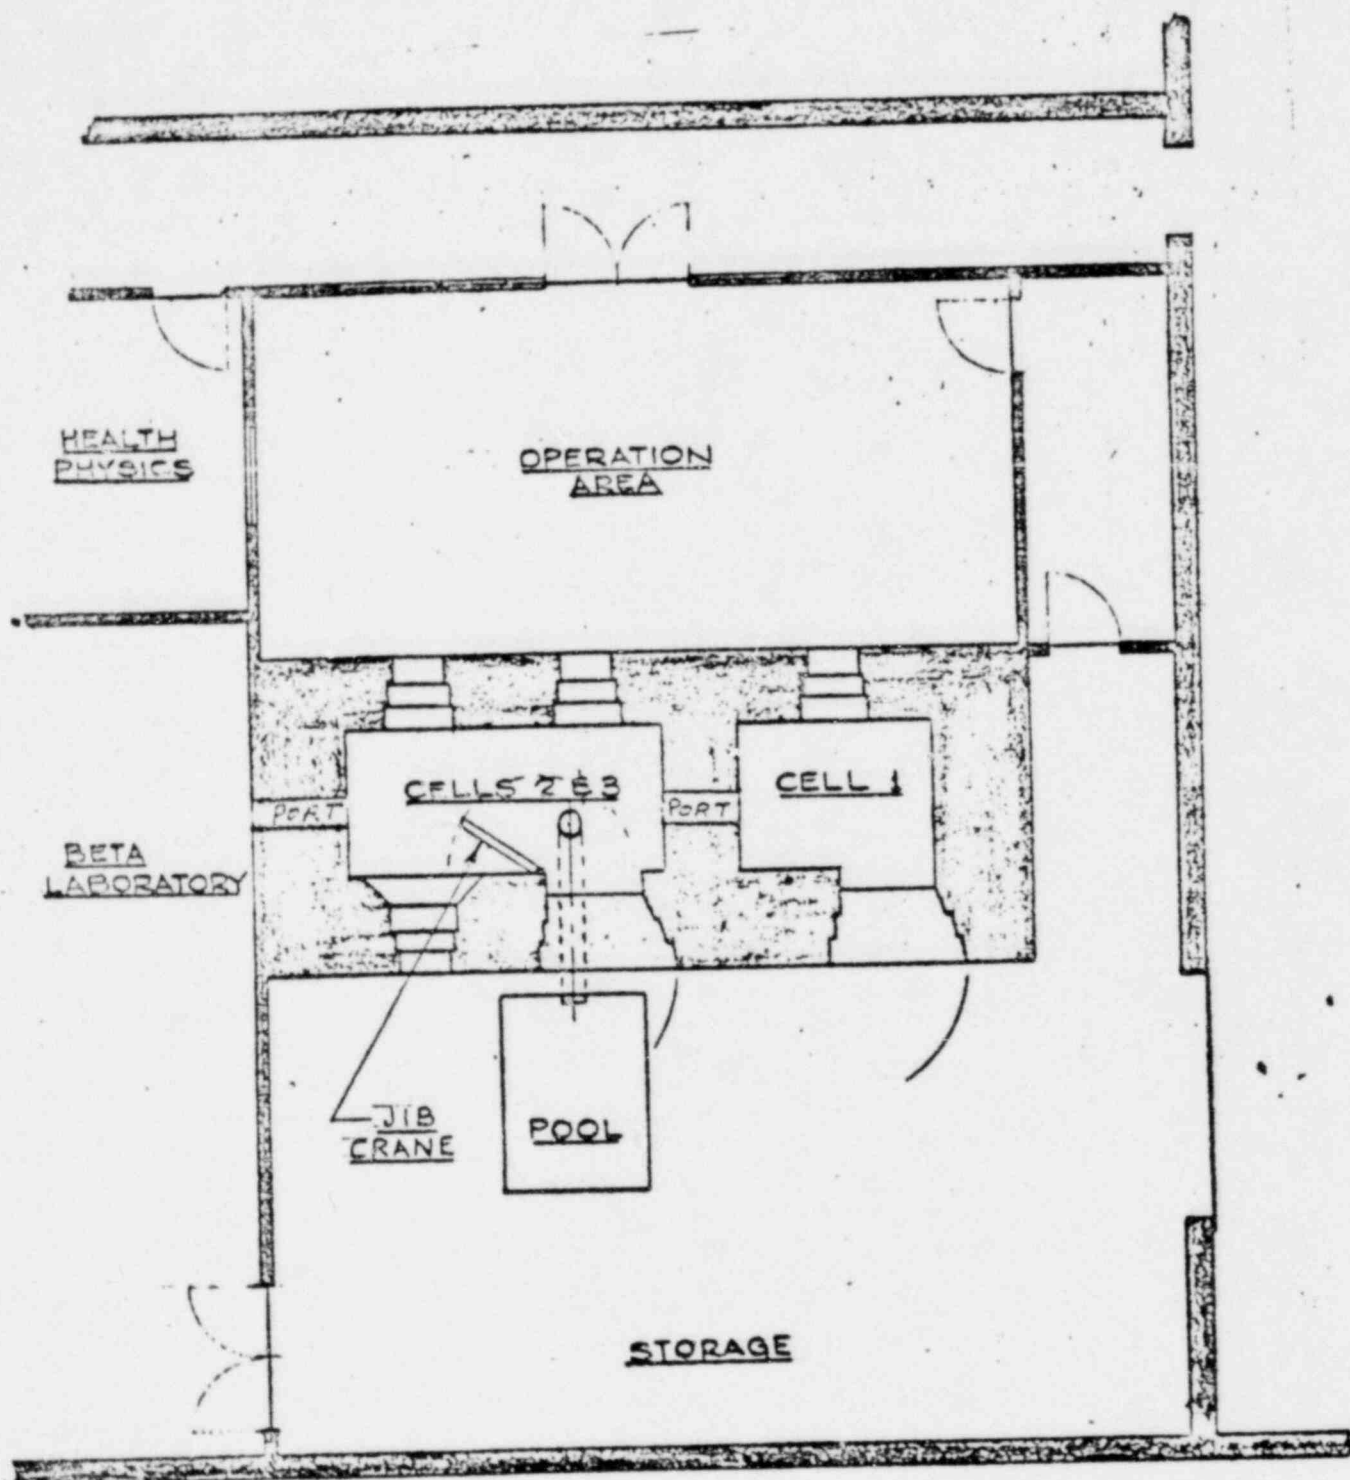 HEALTH
PHYSICS
OPERATION
AREA
CELLS 2 & 3
CELL 1
PORT
PORT
BETA
LABORATORY
JIB
CRANE
POOL
STORAGE